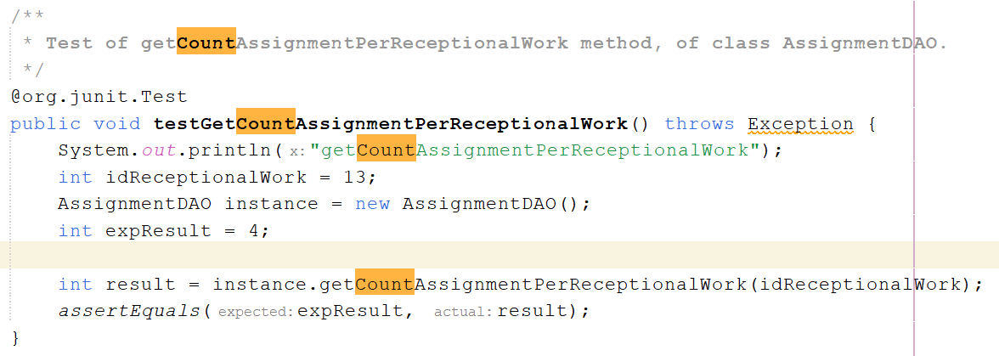 /**
 * Test of getCountAssignmentPerReceptionalWork method, of class AssignmentDAO.
 */
@org.junit.Test
public void testGetCountAssignmentPerReceptionalWork() throws Exception {
    System.out.println( x: "getCountAssignmentPerReceptionalWork");
    int idReceptionalWork = 13;
    AssignmentDAO instance = new AssignmentDAO();
    int expResult = 4;
    int result = instance.getCountAssignmentPerReceptionalWork(idReceptionalWork);
    assertEquals( expected: expResult,  actual: result);
}